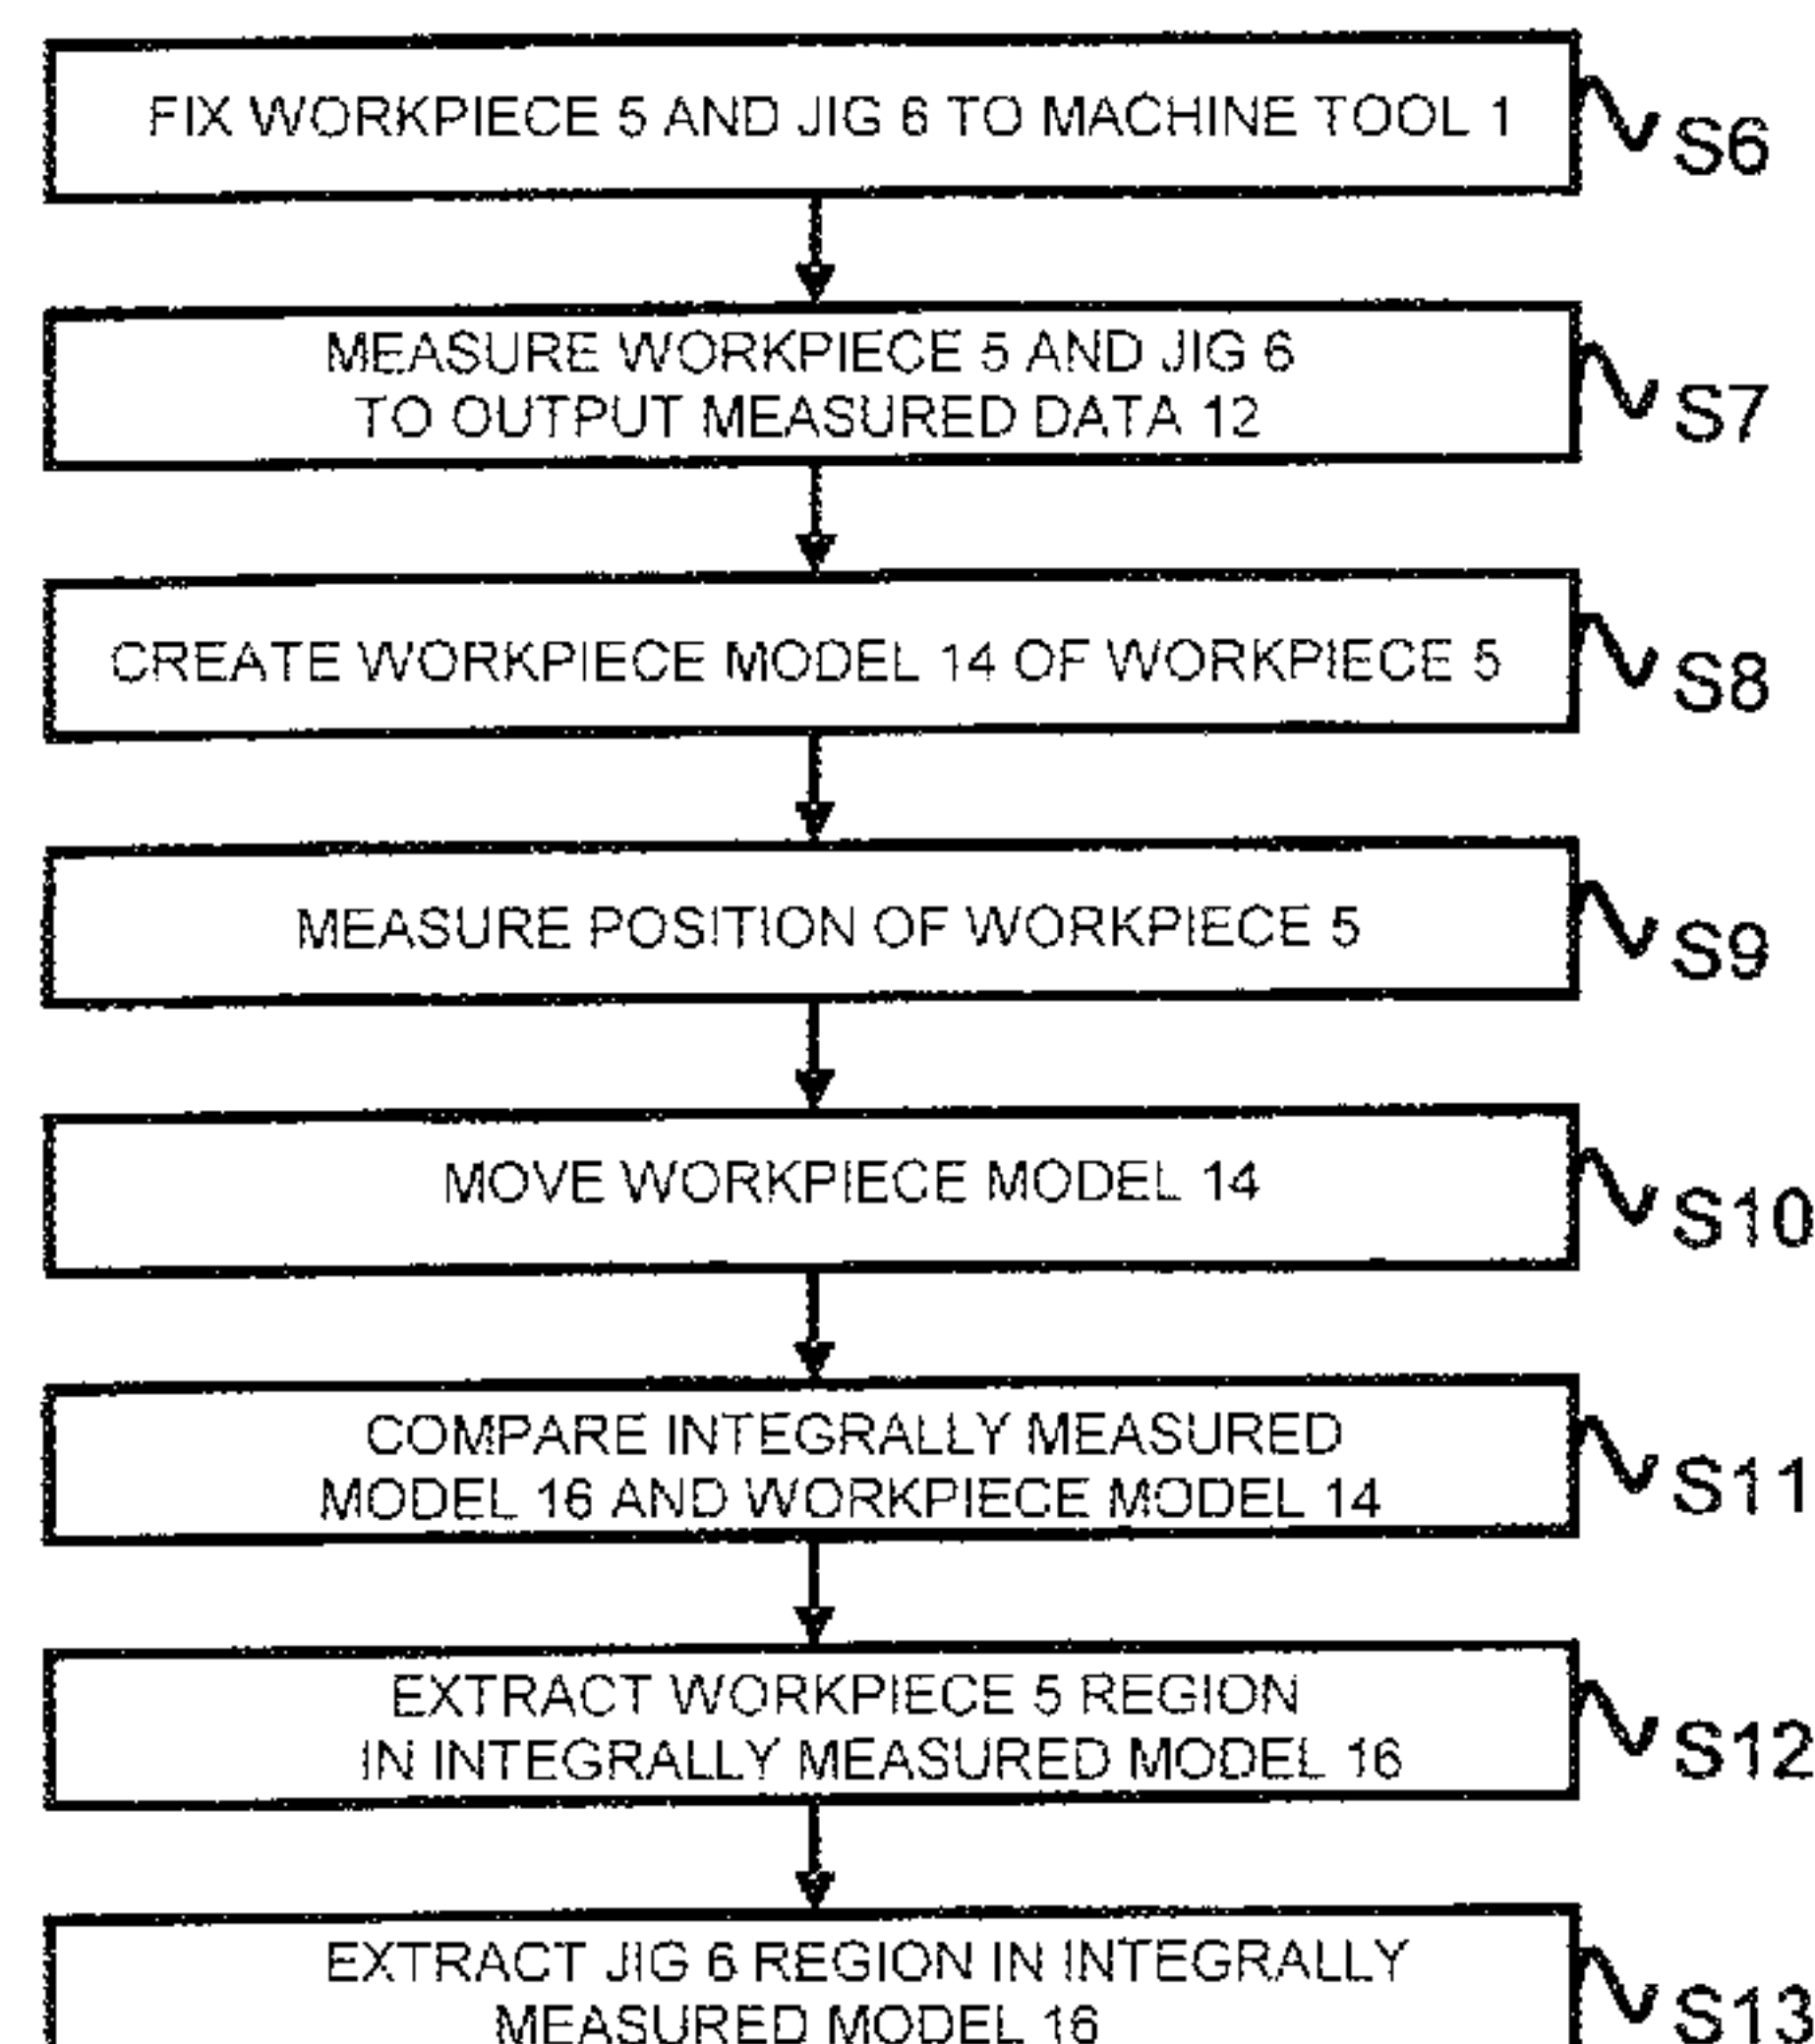 FIX WORKPIECE 5 AND JIG 6 TO MACHINE TOOL 1
S6
MEASURE WORKPIECE 5 AND JIG 6
TO OUTPUT MEASURED DATA 12
S7
CREATE WORKPIECE MODEL 14 OF WORKPIECE 5
S8
MEASURE POSITION OF WORKPIECE 5
S9
MOVE WORKPIECE MODEL 14
S10
COMPARE INTEGRALLY MEASURED
MODEL 16 AND WORKPIECE MODEL 14
S11
EXTRACT WORKPIECE 5 REGION
IN INTEGRALLY MEASURED MODEL 16
S12
EXTRACT JIG 6 REGION IN INTEGRALLY
MEASURED MODEL 16
S13